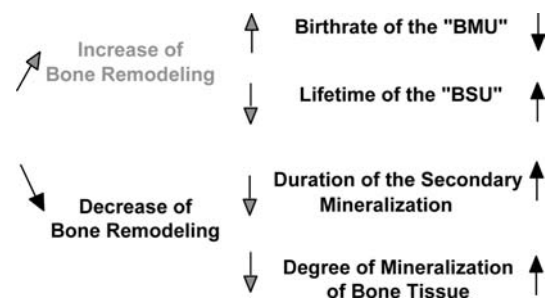 Increase of
Bone Remodeling
Birthrate of the "BMU"
Lifetime of the "BSU"
Decrease of
Bone Remodeling
Duration of the Secondary
Mineralization
Degree of Mineralization
of Bone Tissue